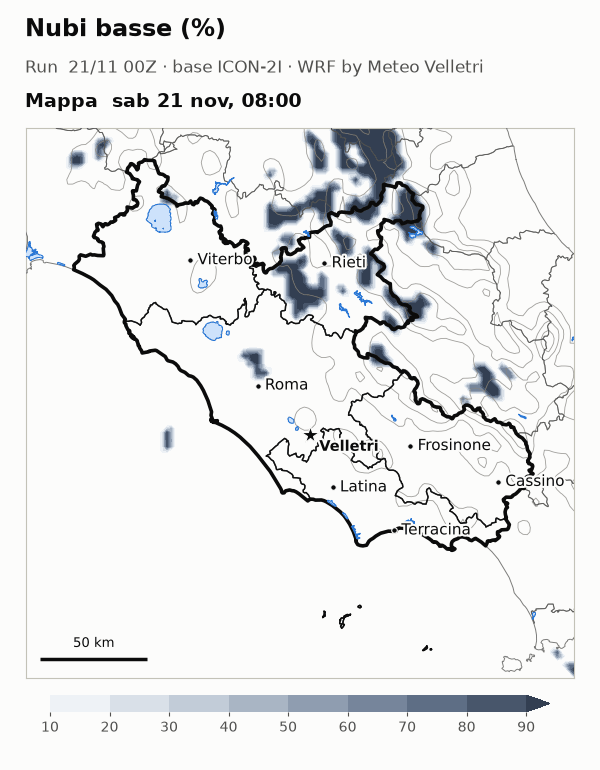 Nubi basse (%)
Run 21/11 00Z · base ICON-2I · WRF by Meteo Velletri
Mappa sab 21 nov, 08:00
Viterbo
Rieti
Roma
Velletri
Frosinone
Latina
Cassino
Terracina
50 km
10 20 30 40 50 60 70 80 90